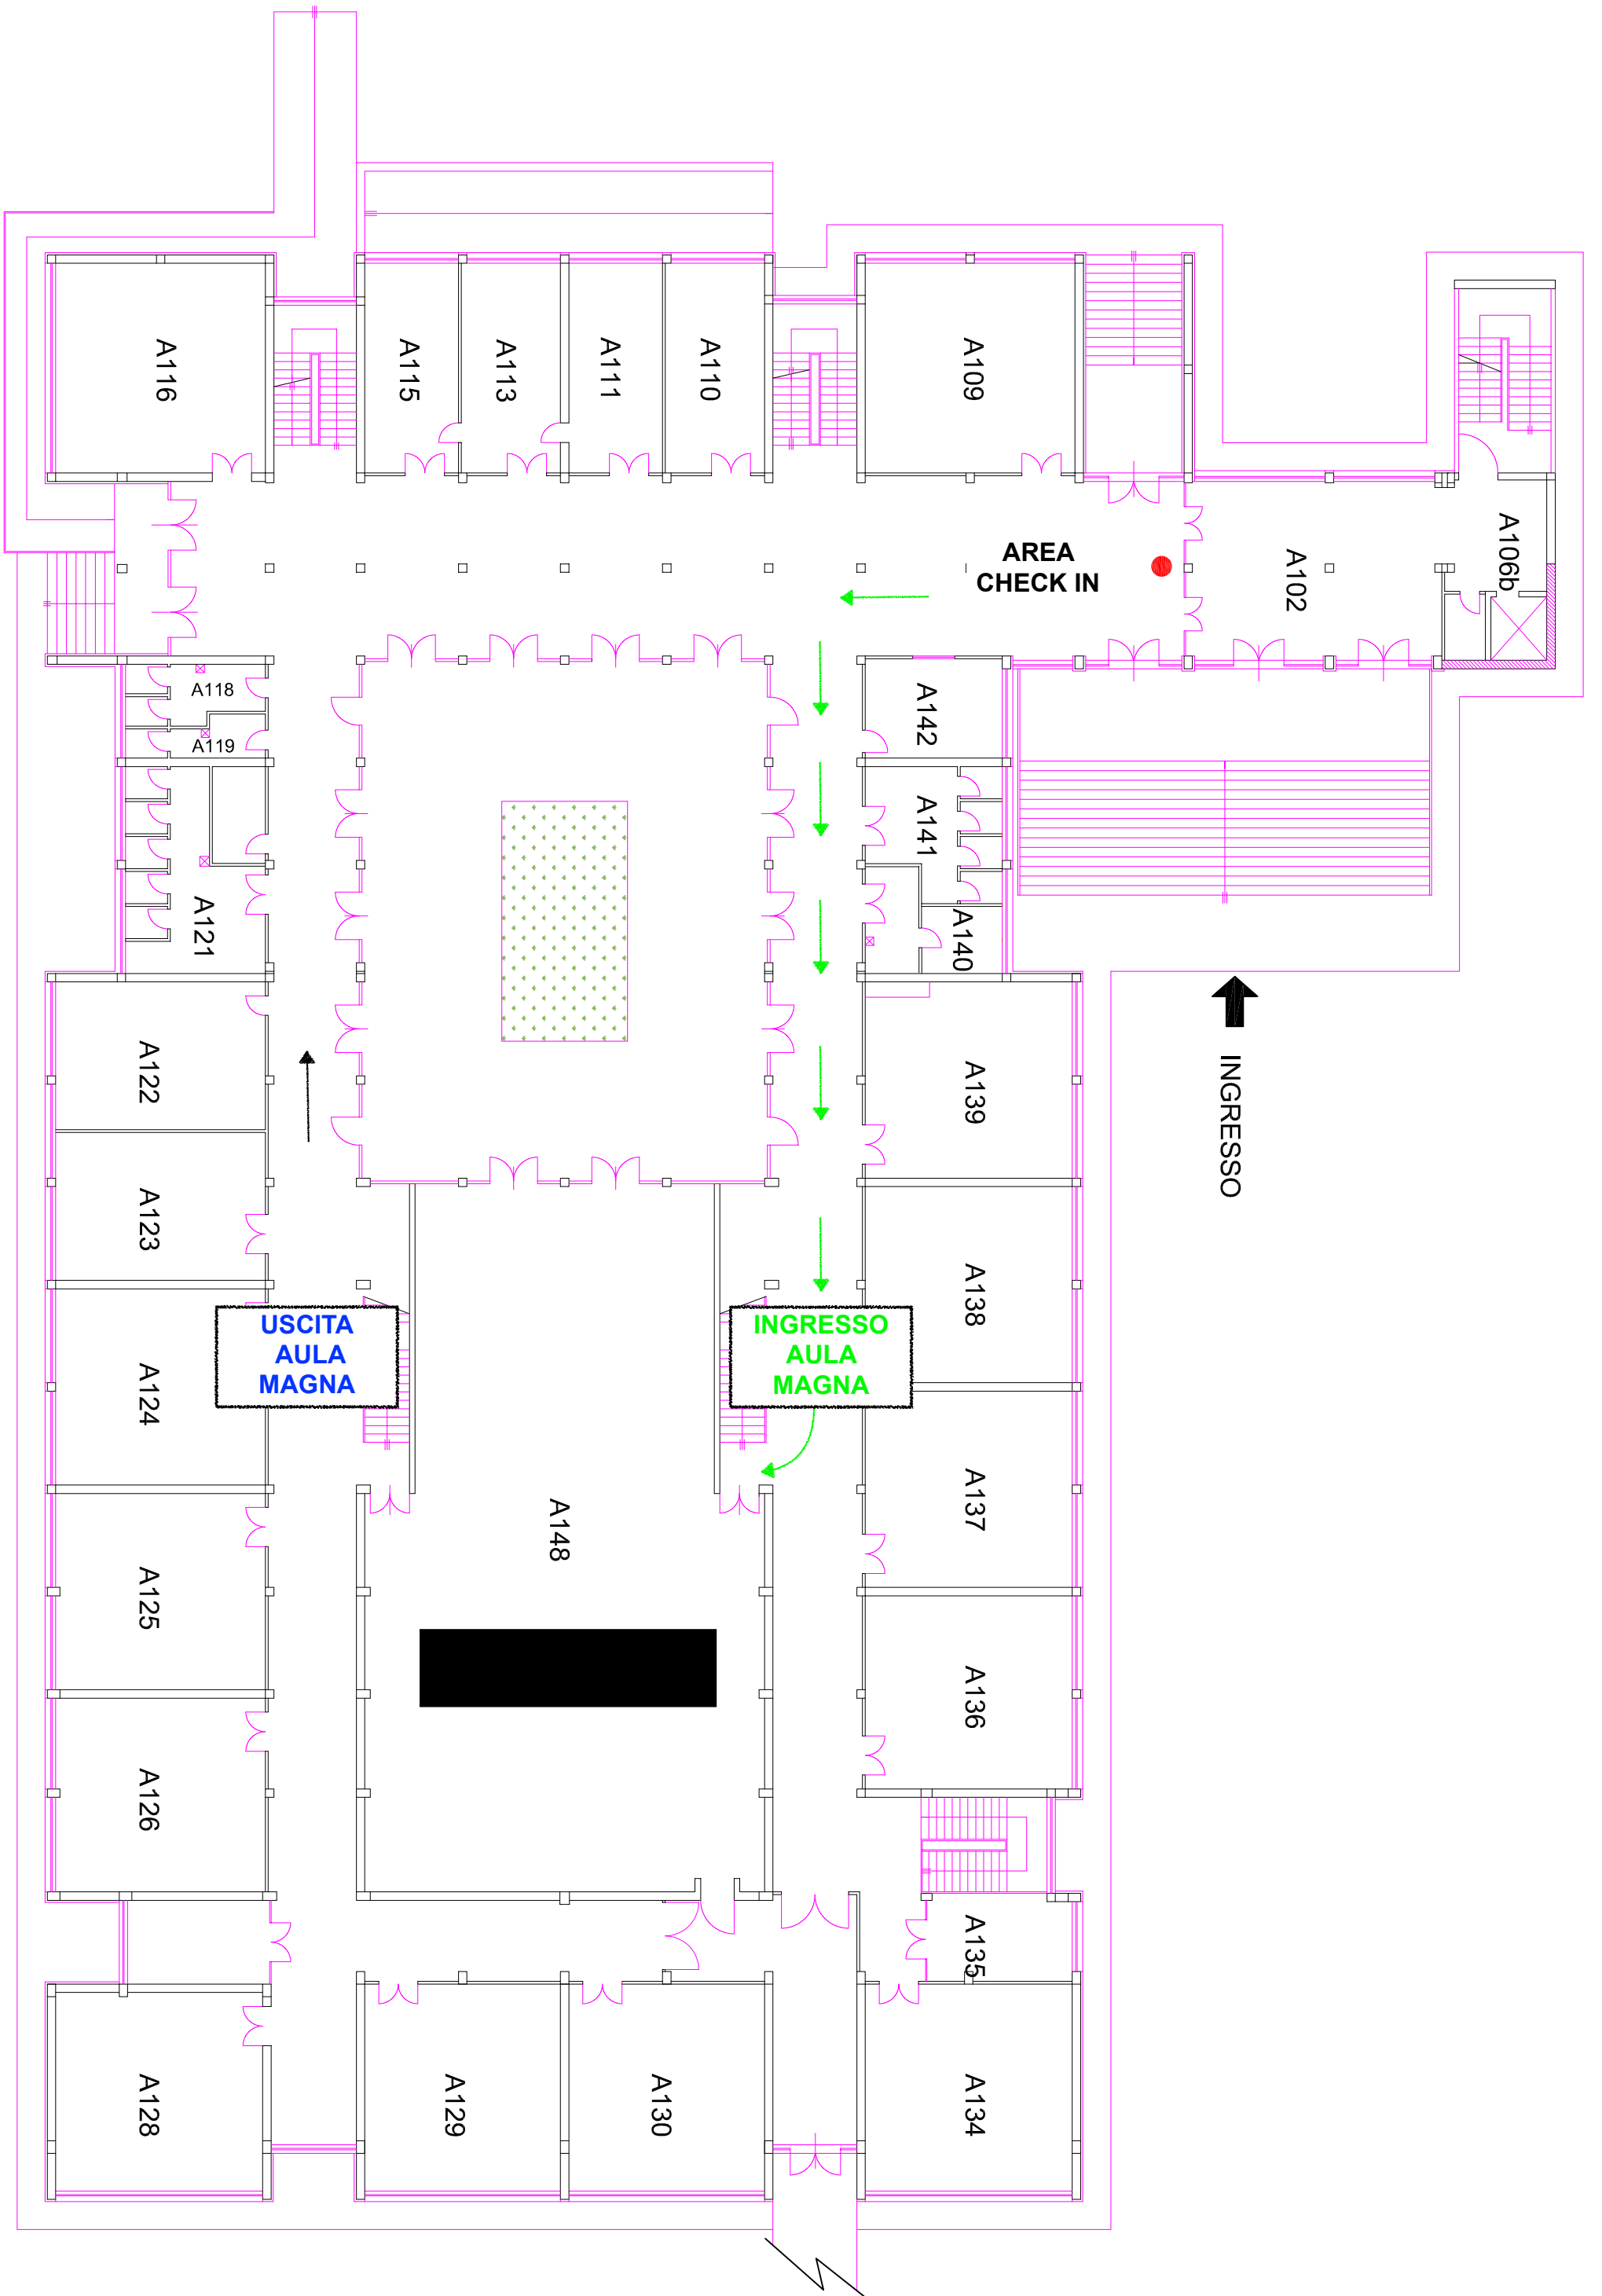 A116
A115
A113
A111
A110
A109
A106b
A102
AREA
CHECK IN
A118
A119
A142
A141
A121
A140
A122
A139
INGRESSO
A123
A138
USCITA
AULA
MAGNA
INGRESSO
AULA
MAGNA
A124
A137
A148
A125
A136
A126
A135
A128
A129
A130
A134